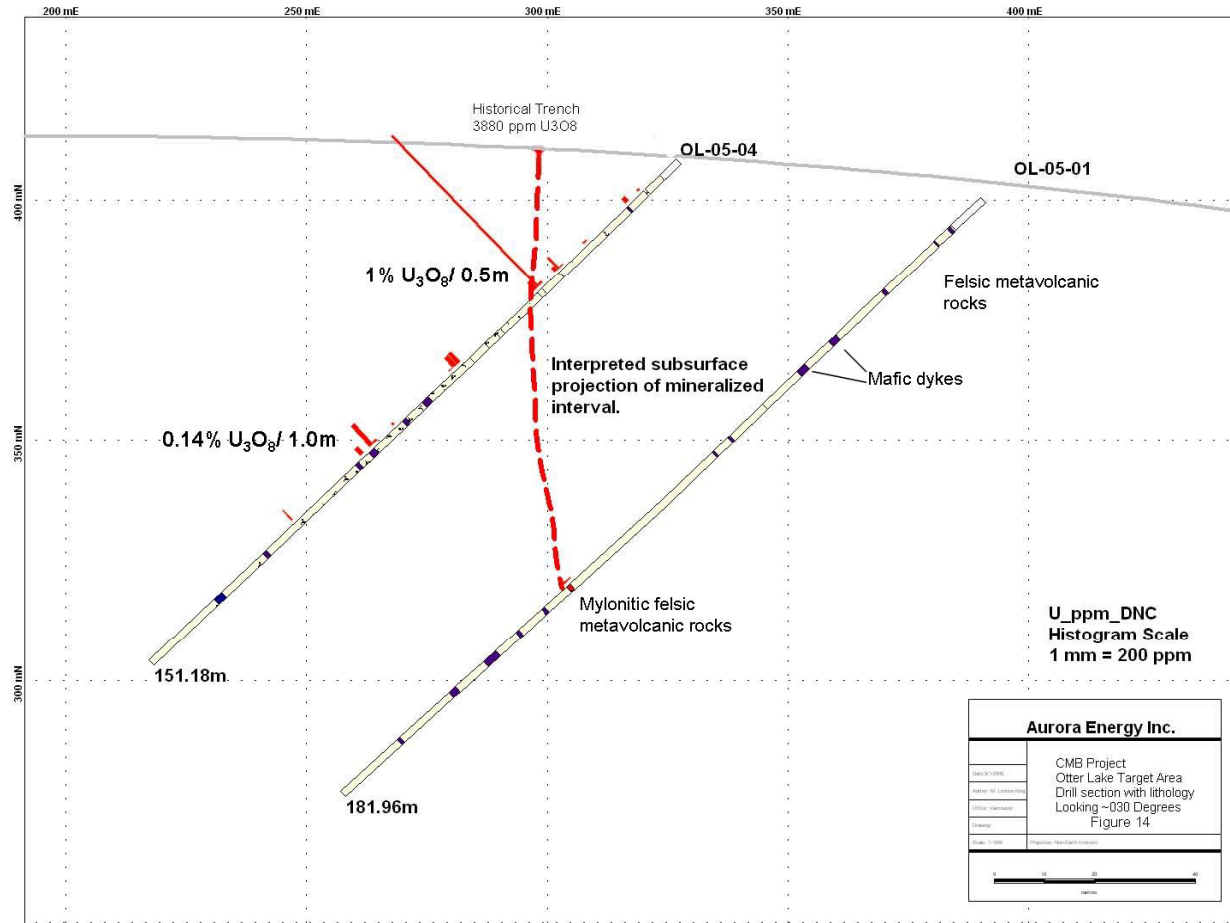 200 mE
250 mE
300 mE
350 mE
400 mE
Historical Trench
3880 ppm U3O8
OL-05-04
OL-05-01
400 mN
1% U₃O₈/ 0.5m
Felsic metavolcanic
rocks
Interpreted subsurface
projection of mineralized
interval.
Mafic dykes
0.14% U₃O₈/ 1.0m
350 mN
Mylonitic felsic
metavolcanic rocks
U_ppm_DNC
Histogram Scale
1 mm = 200 ppm
151.18m
300 mN
181.96m
Aurora Energy Inc.
CMB Project
Otter Lake Target Area
Drill section with lithology
Looking ~030 Degrees
Figure 14
Office: Vancouver
Drawing:
0 10 20 40
metres